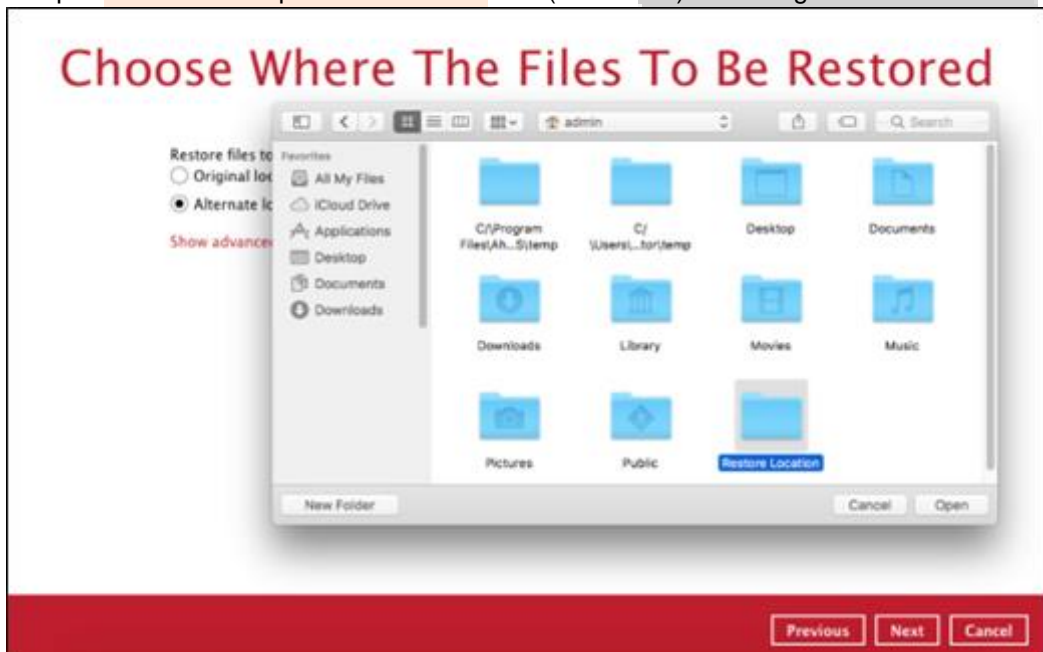 Choose Where The Files To Be Restored
admin
Search
Restore files to
Original loc
Alternate lo
Show advance
Favorites
All My Files
iCloud Drive
Applications
Desktop
Documents
Downloads
C/\Program
Files\Ah...S\temp
C/
\Users\...tor\temp
Desktop
Documents
Downloads
Library
Movies
Music
Pictures
Public
Restore Location
New Folder
Cancel
Open
Previous
Next
Cancel